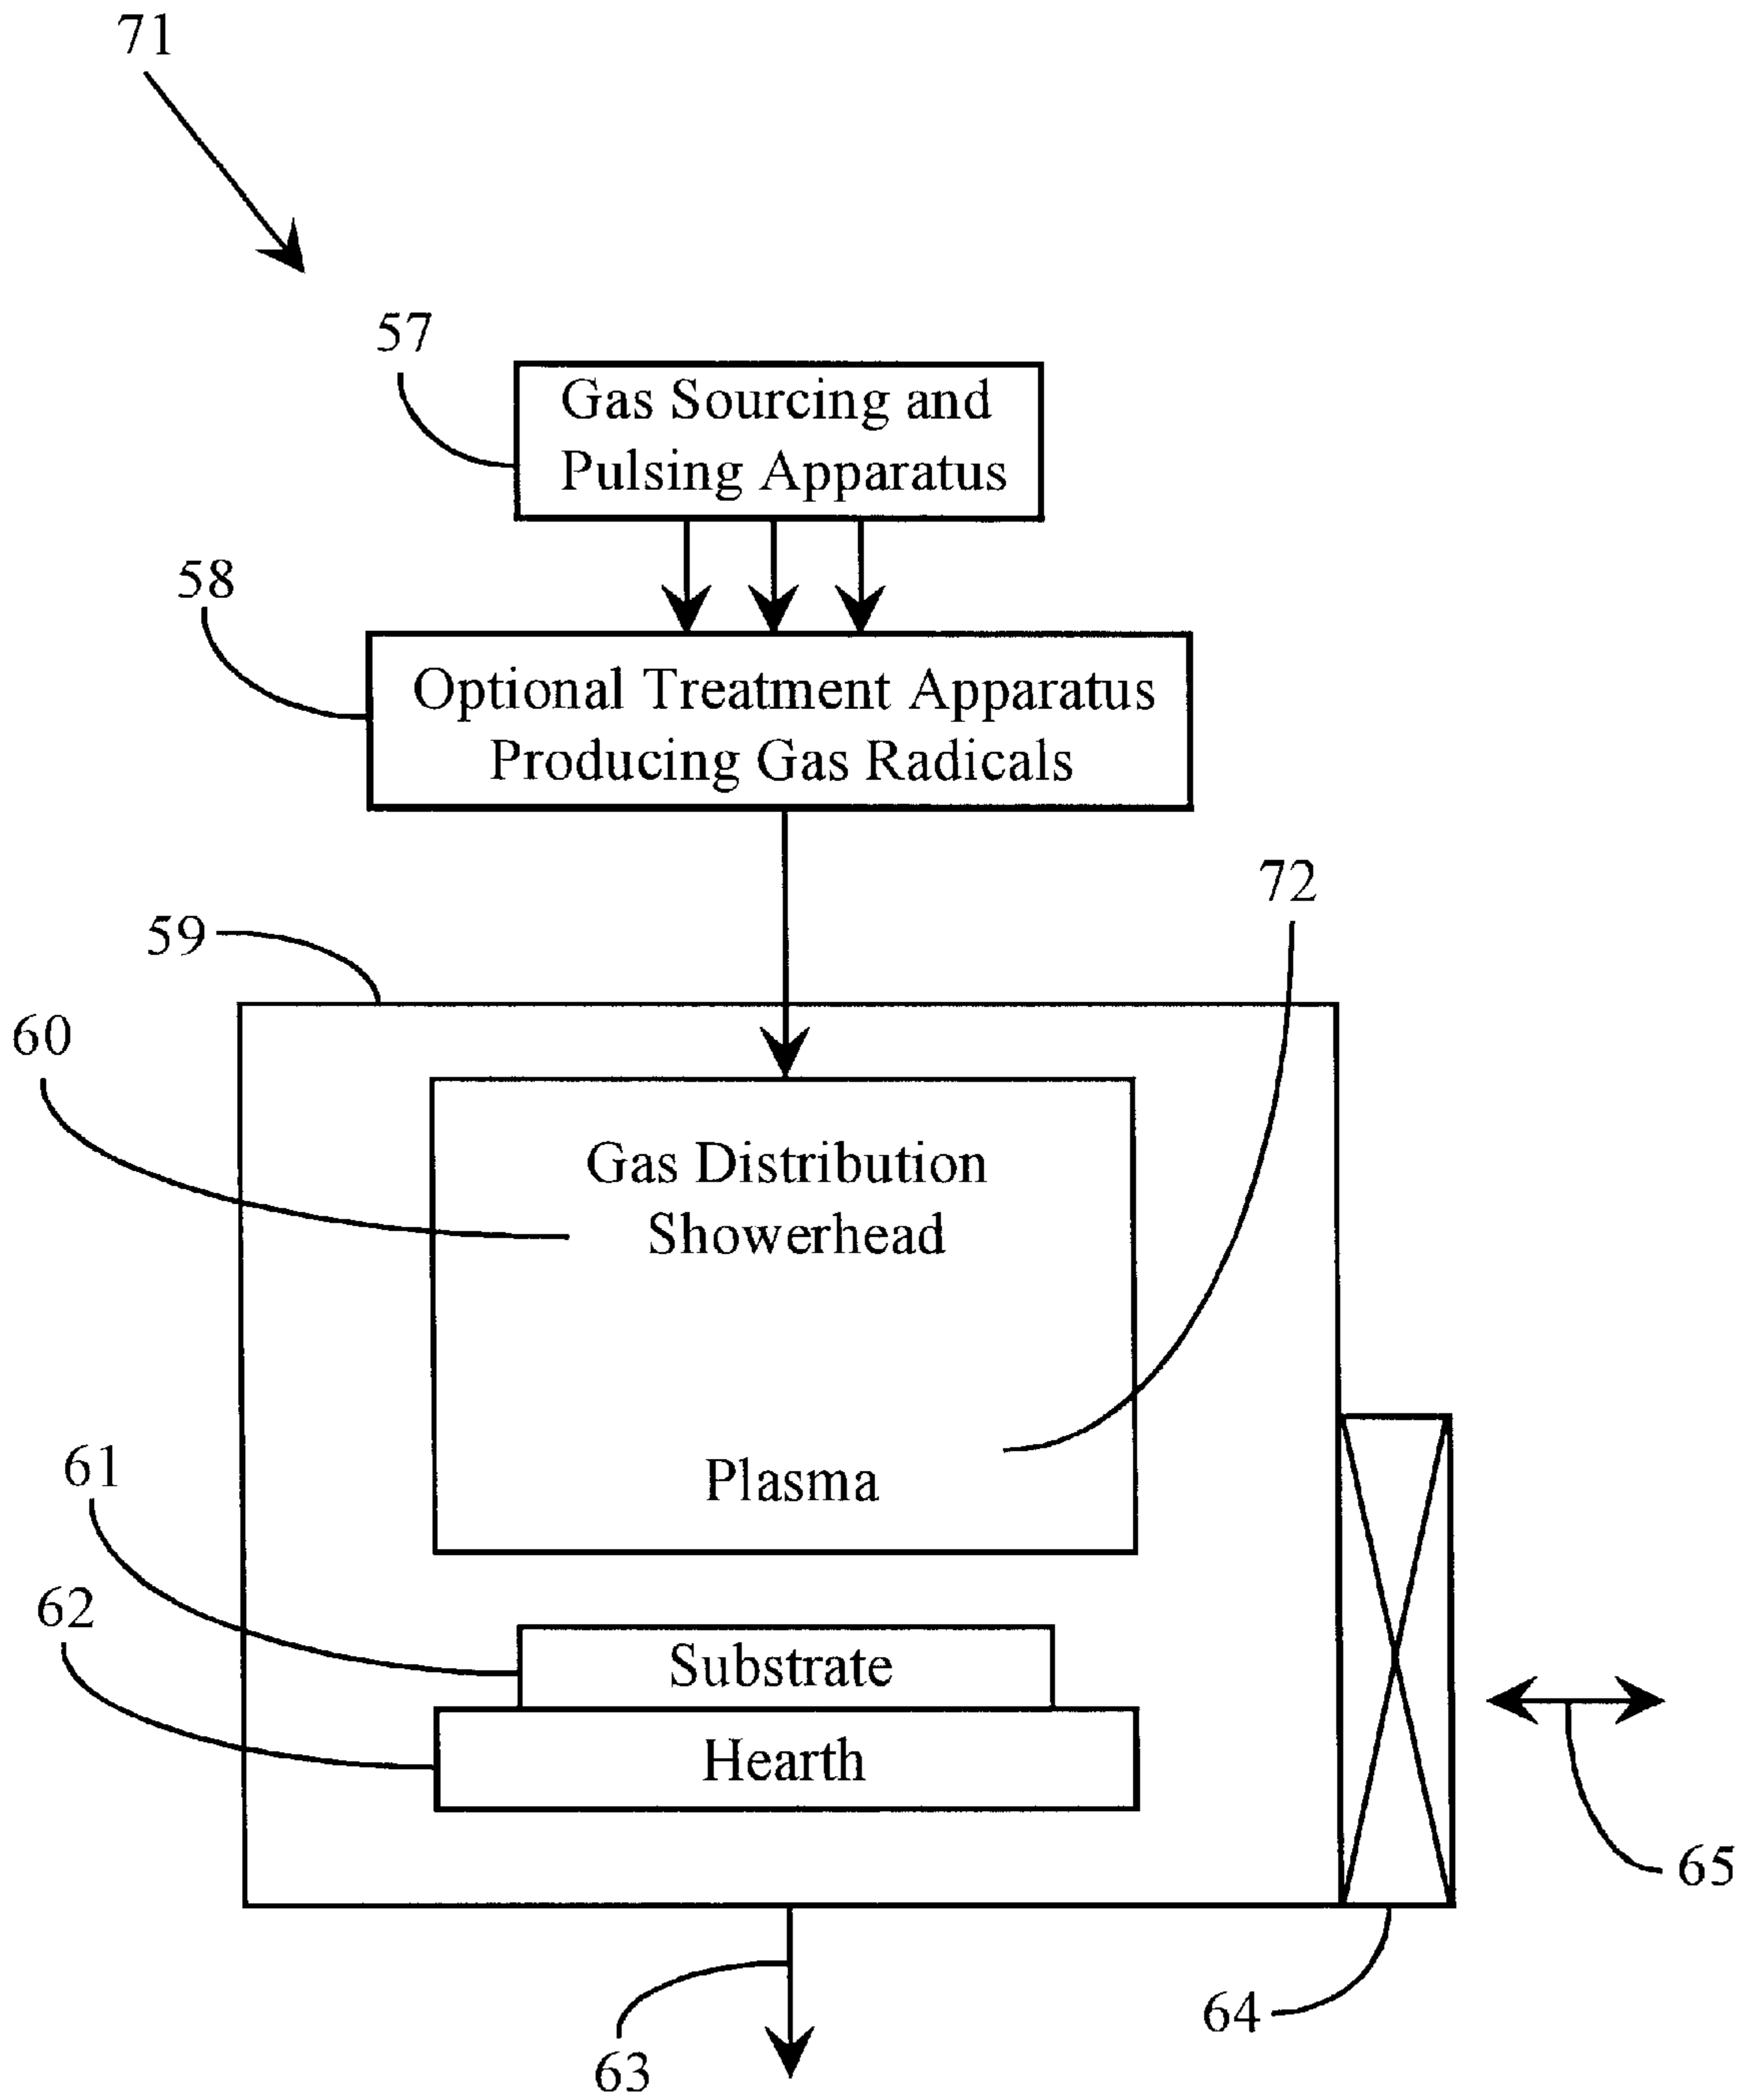 71
57
Gas Sourcing and
Pulsing Apparatus
58
Optional Treatment Apparatus
Producing Gas Radicals
72
59
60
Gas Distribution
Showerhead
61
Plasma
62
Substrate
Hearth
65
64
63